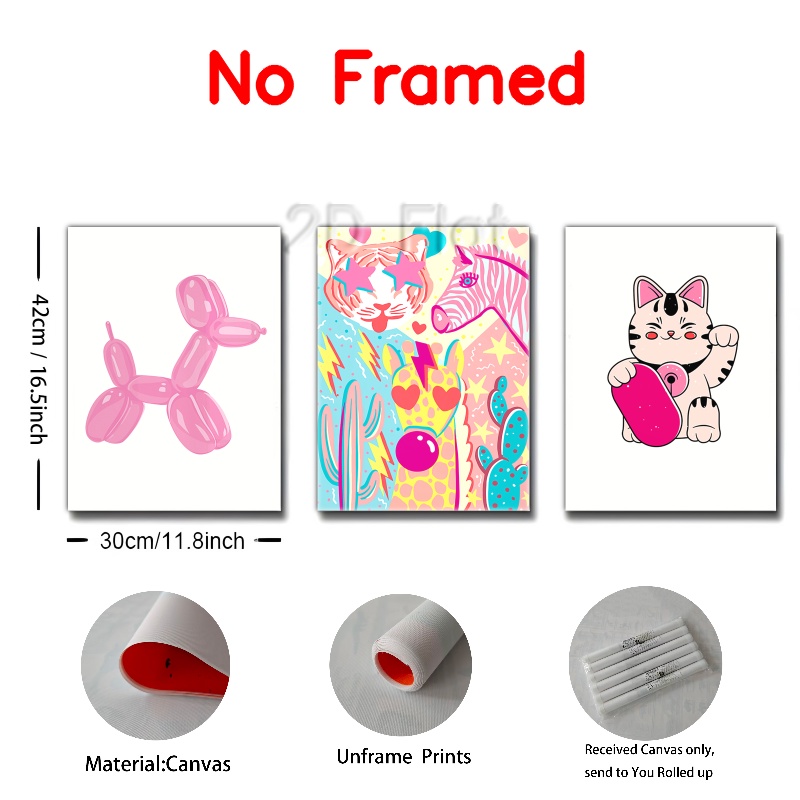 No Framed
2D Flat
42cm / 16.5inch
30cm/11.8inch
Material:Canvas
Unframe Prints
Received Canvas only,
send to You Rolled up